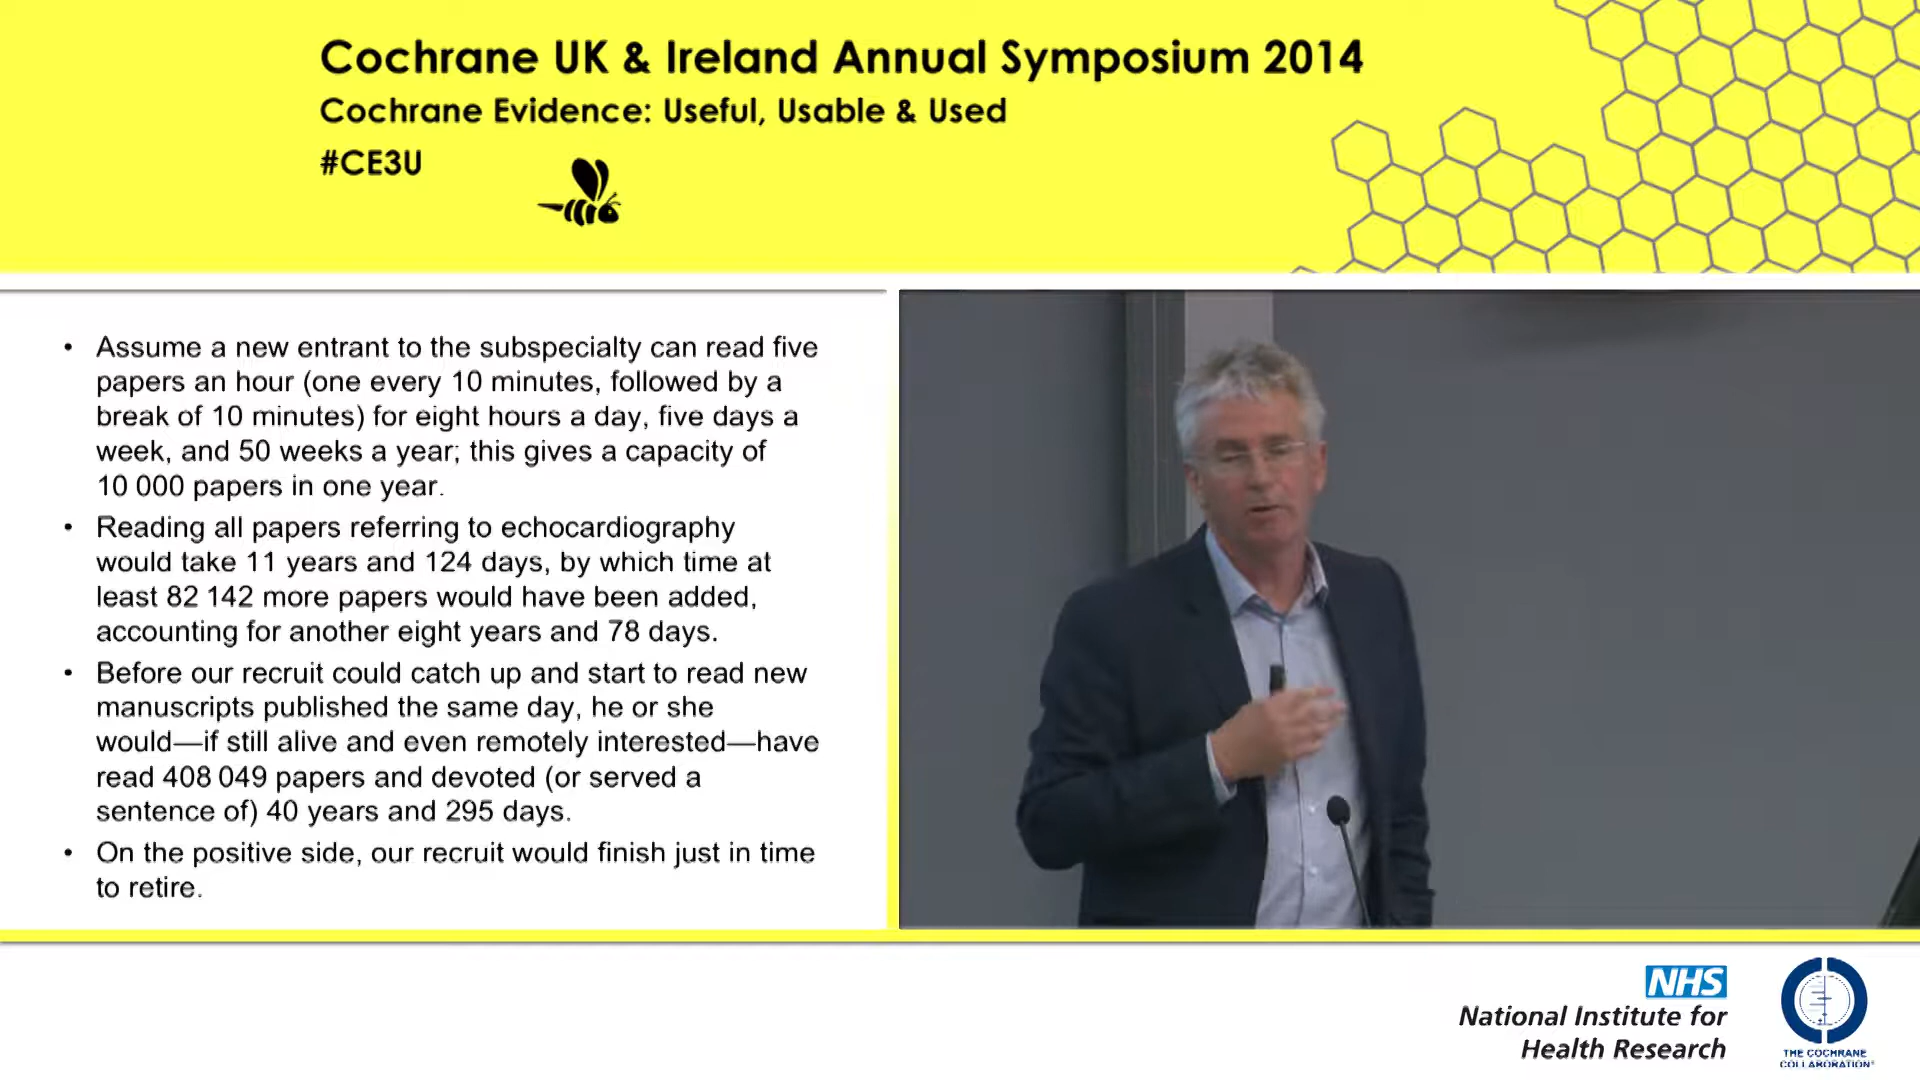 Cochrane UK & Ireland Annual Symposium 2014
Cochrane Evidence: Useful, Usable & Used
#CE3U
• Assume a new entrant to the subspecialty can read five
papers an hour (one every 10 minutes, followed by a
break of 10 minutes) for eight hours a day, five days a
week, and 50 weeks a year; this gives a capacity of
10 000 papers in one year.
• Reading all papers referring to echocardiography
would take 11 years and 124 days, by which time at
least 82 142 more papers would have been added,
accounting for another eight years and 78 days.
• Before our recruit could catch up and start to read new
manuscripts published the same day, he or she
would—if still alive and even remotely interested—have
read 408 049 papers and devoted (or served a
sentence of) 40 years and 295 days.
• On the positive side, our recruit would finish just in time
to retire.
NHS
National Institute for
Health Research
THE COCHRANE
COLLABORATION®